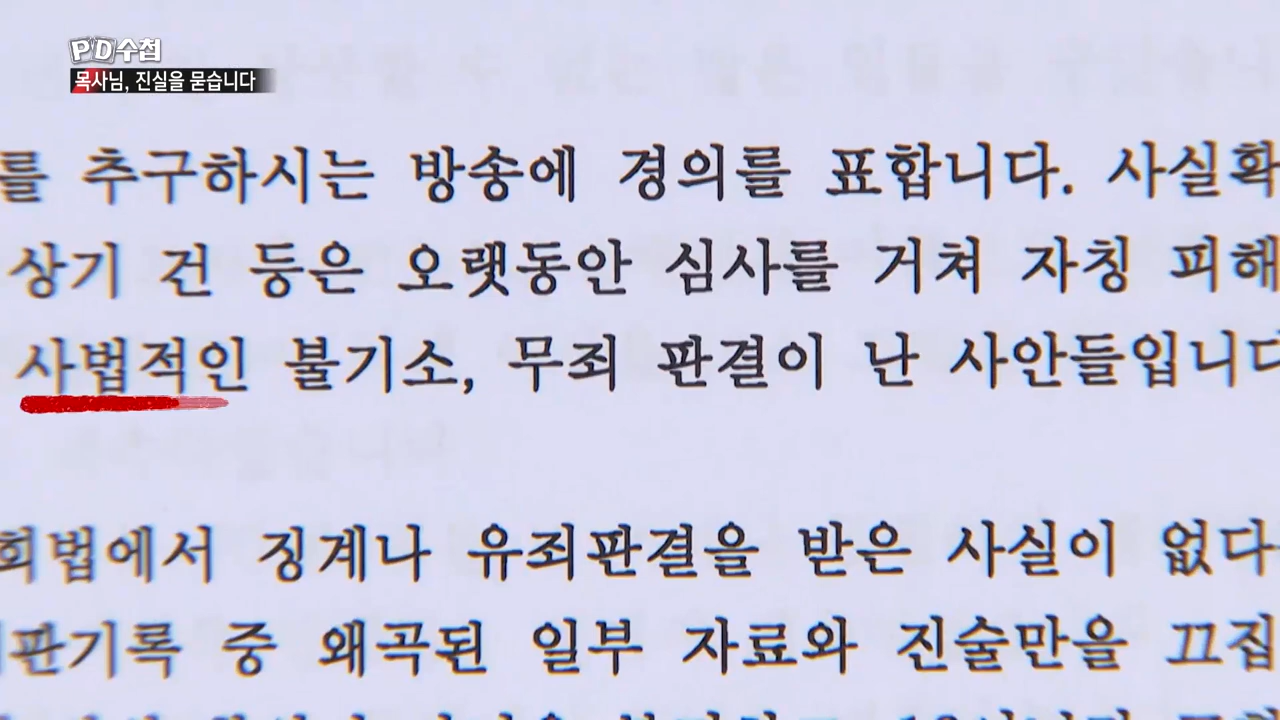 PD수첩
목사님, 진실을 묻습니다
를 추구하시는 방송에 경의를 표합니다. 사실확
상기 건 등은 오랫동안 심사를 거쳐 자칭 피해
사법적인 불기소, 무죄 판결이 난 사안들입니다
회법에서 징계나 유죄판결을 받은 사실이 없다
판기록 중 왜곡된 일부 자료와 진술만을 끄집